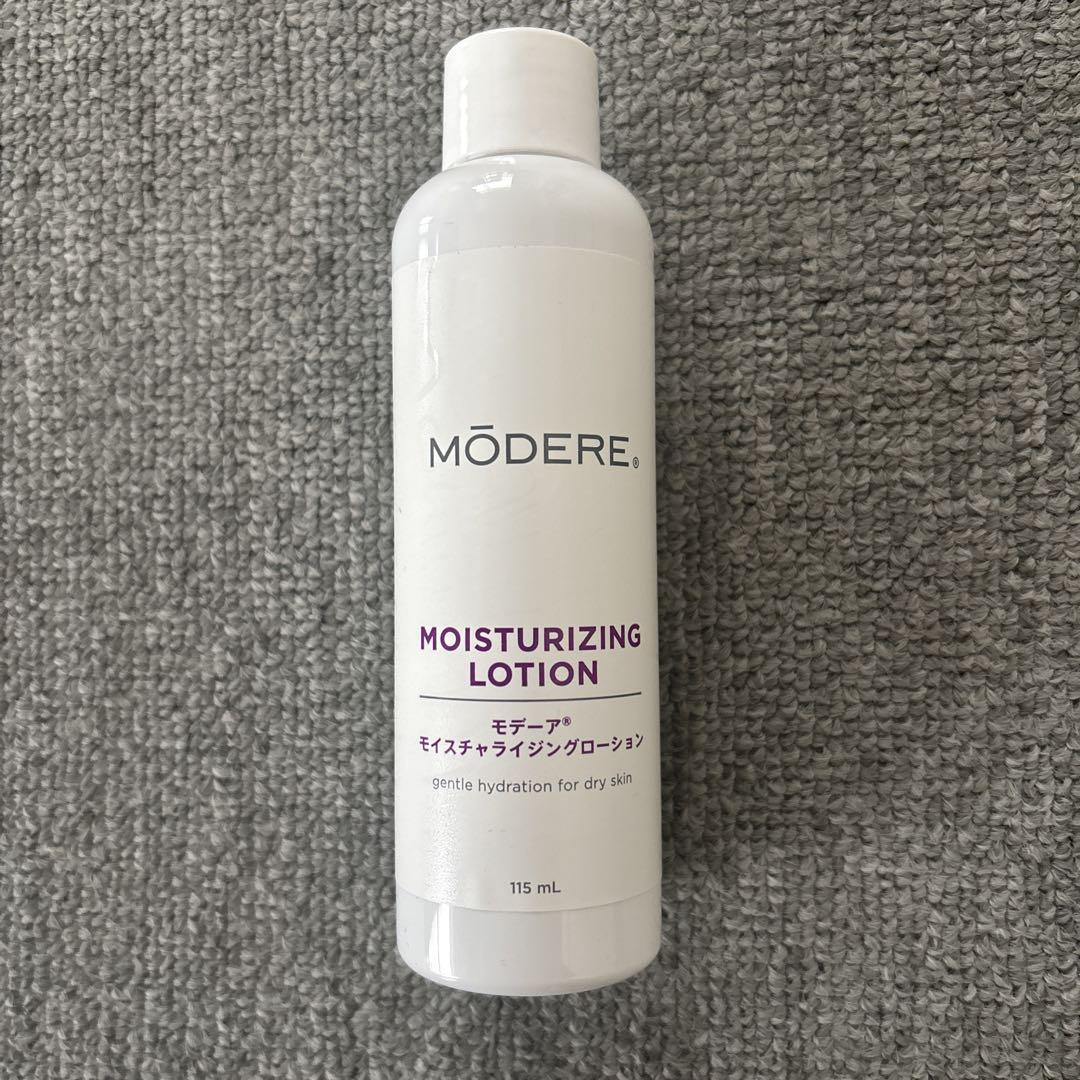 MŌDERE®
MOISTURIZING
LOTION
モデーア®
モイスチャライジングローション
gentle hydration for dry skin
115 mL